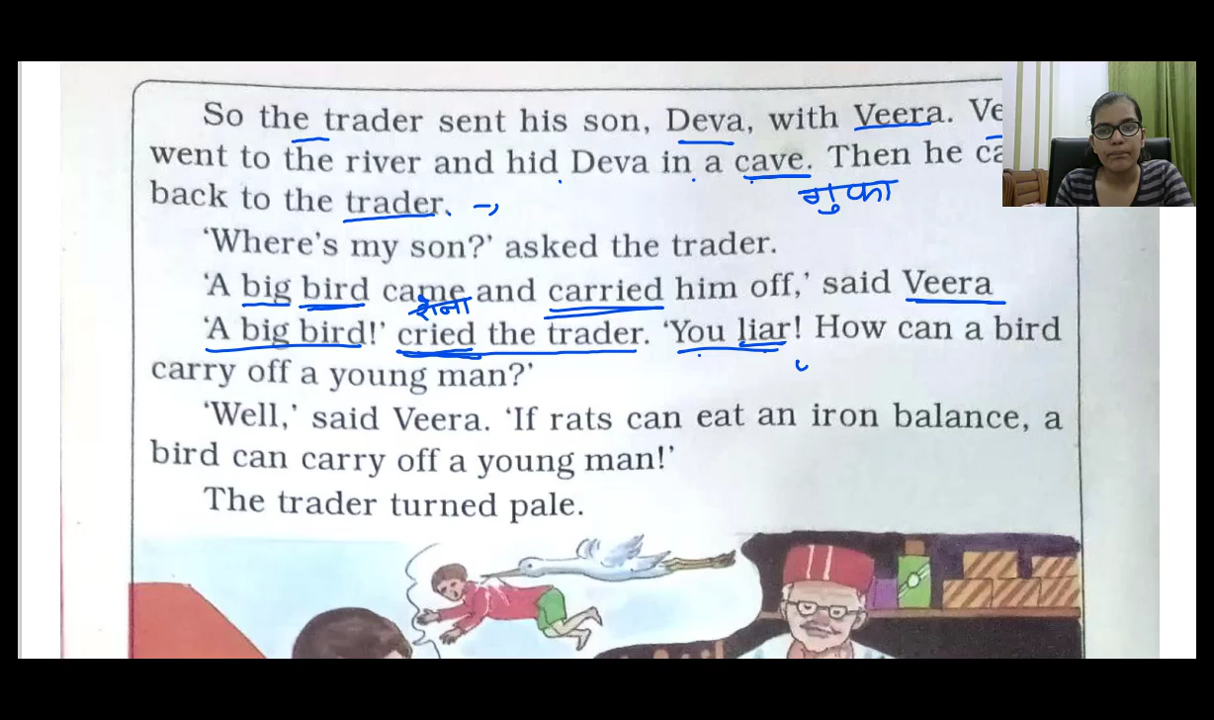 So the trader sent his son, Deva, with Veera. Ve
went to the river and hid Deva in a cave. Then he ca
गुफा
back to the trader.
‘Where’s my son?’ asked the trader.
‘A big bird came and carried him off,’ said Veera
रोना
‘A big bird!’ cried the trader. ‘You liar! How can a bird
carry off a young man?’
‘Well,’ said Veera. ‘If rats can eat an iron balance, a
bird can carry off a young man!’
The trader turned pale.